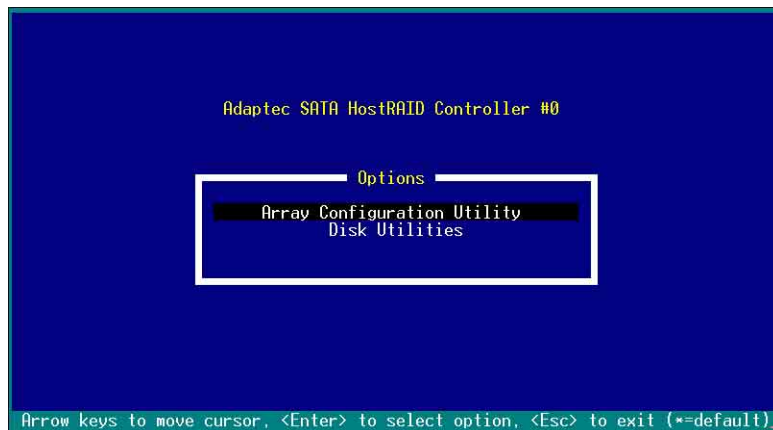 Adaptec SATA HostRAID Controller #0
Options
Array Configuration Utility
Disk Utilities
Arrow keys to move cursor, <Enter> to select option, <Esc> to exit (*=default)